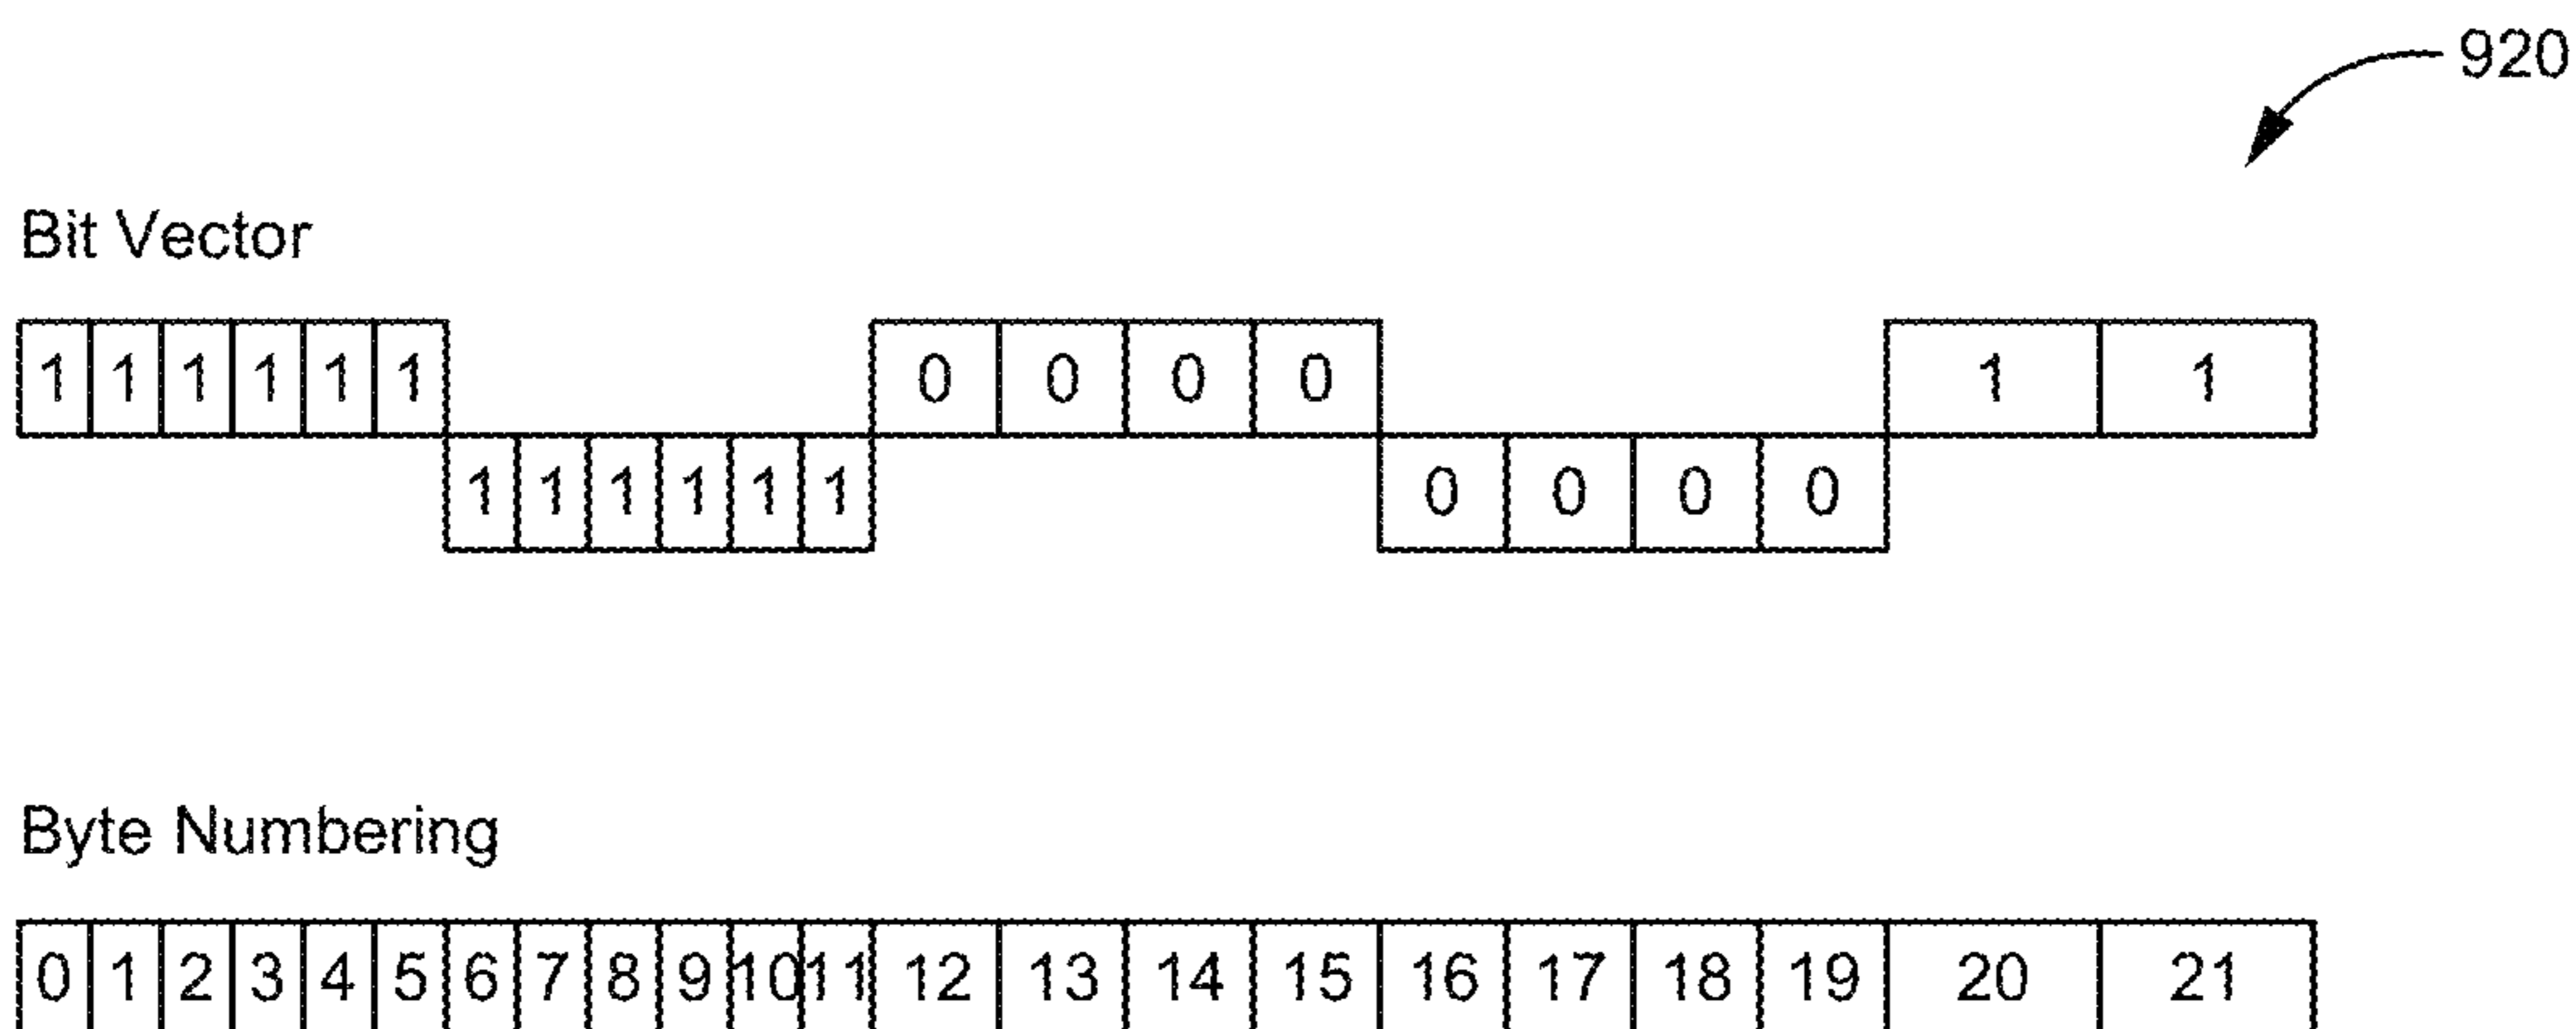 920
Bit Vector
1 1 1 1 1 1 0 0 0 0 1 1
1 1 1 1 1 1 0 0 0 0
Byte Numbering
0 1 2 3 4 5 6 7 8 9 10 11 12 13 14 15 16 17 18 19 20 21